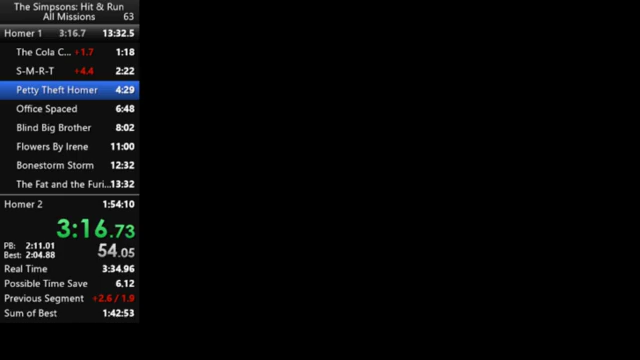 The Simpsons: Hit & Run
All Missions 63
Homer 1 3:16.7 13:32.5
The Cola C... +1.7 1:18
S-M-R-T +4.4 2:22
Petty Theft Homer 4:29
Office Spaced 6:48
Blind Big Brother 8:02
Flowers By Irene 11:00
Bonestorm Storm 12:32
The Fat and the Furi...13:32
Homer 2 1:54:10
3:16.73
PB: 2:11.01
Best: 2:04.88 54.05
Real Time 3:34.96
Possible Time Save 6.12
Previous Segment +2.6 / 1.9
Sum of Best 1:42:53